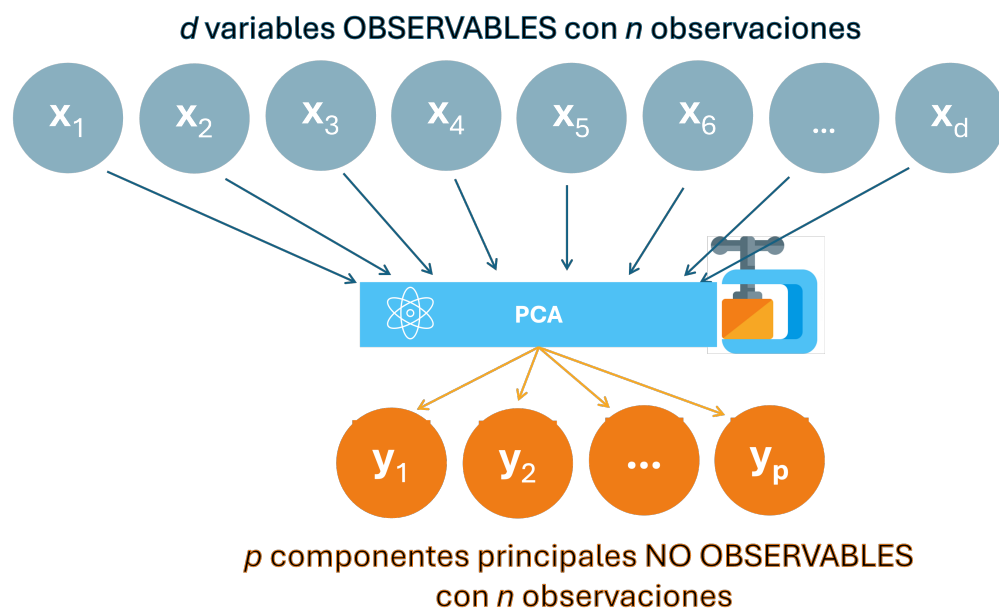 d variables OBSERVABLES con n observaciones
x1 x2 x3 x4 x5 x6 ... xd
PCA
y1 y2 ... yp
p componentes principales NO OBSERVABLES
con n observaciones